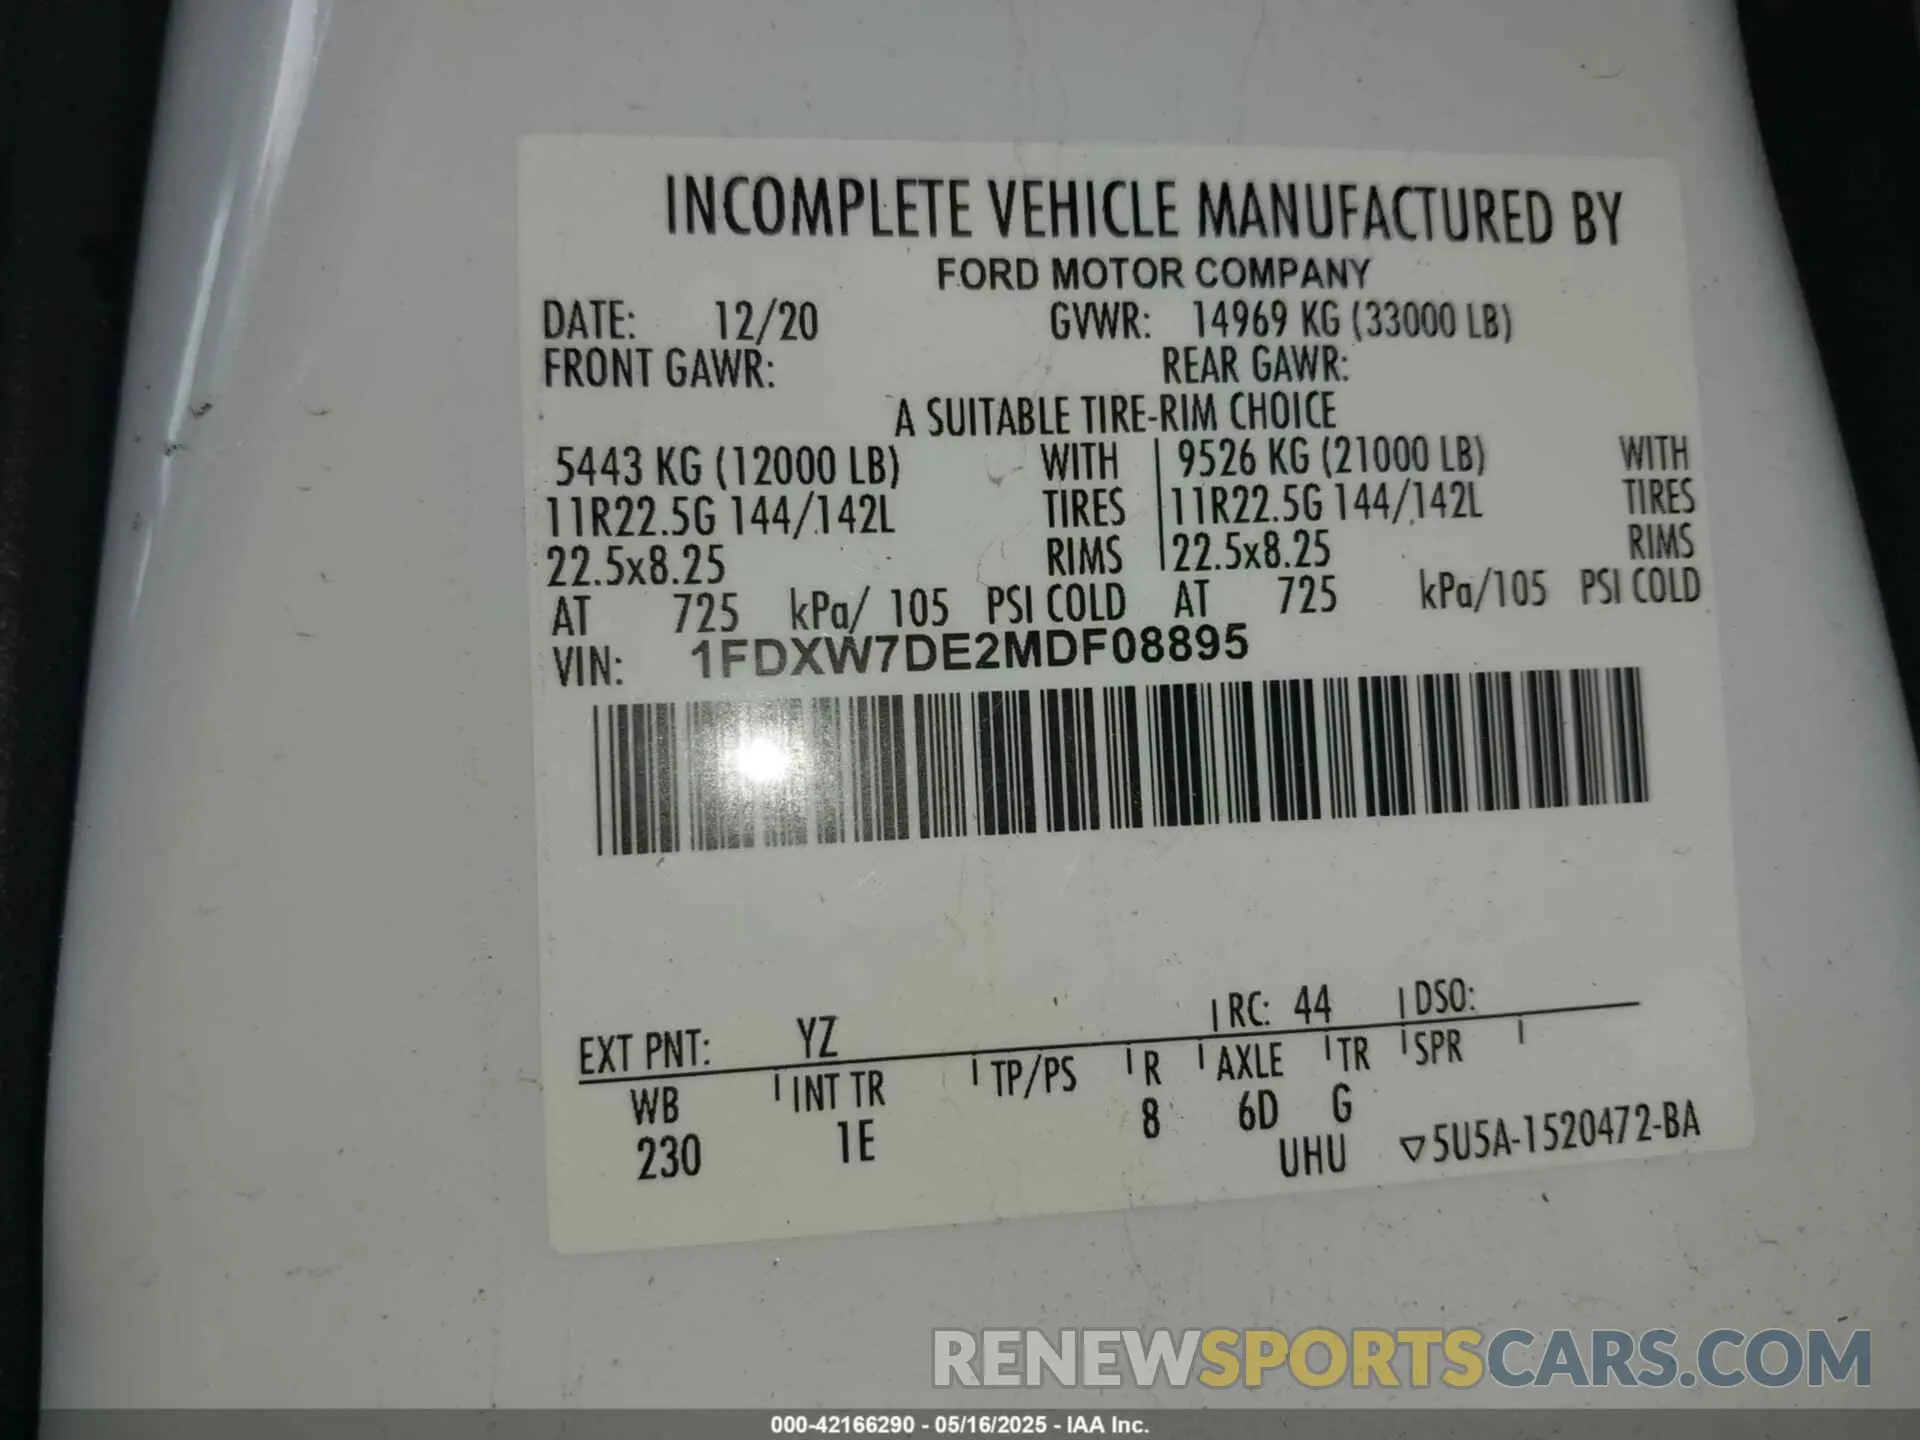 INCOMPLETE VEHICLE MANUFACTURED BY
FORD MOTOR COMPANY
DATE: 12/20 GVWR: 14969 KG (33000 LB)
FRONT GAWR: REAR GAWR:
A SUITABLE TIRE-RIM CHOICE
5443 KG (12000 LB) WITH 9526 KG (21000 LB) WITH
11R22.5G 144/142L TIRES 11R22.5G 144/142L TIRES
22.5x8.25 RIMS 22.5x8.25 RIMS
AT 725 kPa/ 105 PSI COLD AT 725 kPa/105 PSI COLD
VIN: 1FDXW7DE2MDF08895
EXT PNT: YZ RC: 44 DSO:
WB INT TR TP/PS R AXLE TR SPR
230 1E 8 6D G
UHU ▽5U5A-1520472-BA
RENEWSPORTSCARS.COM
000-42166290 - 05/16/2025 - IAA Inc.